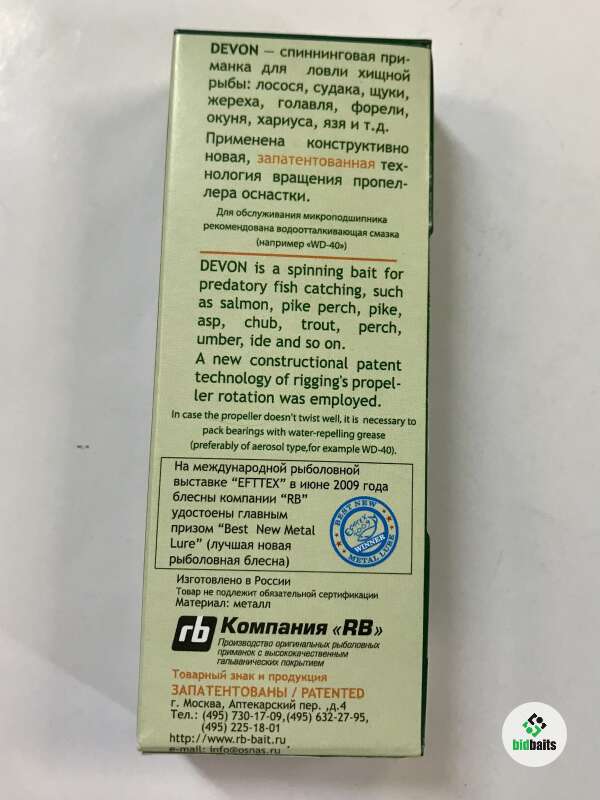 DEVON — спиннинговая при-
манка для ловли хищной
рыбы: лосося, судака, щуки,
жереха, голавля, форели,
окуня, хариуса, язя и т.д.
Применена конструктивно
новая, запатентованная тех-
нология вращения пропел-
лера оснастки.
Для обслуживания микроподшипника
рекомендована водоотталкивающая смазка
(например «WD-40»)
DEVON is a spinning bait for
predatory fish catching, such
as salmon, pike perch, pike,
asp, chub, trout, perch,
umber, ide and so on.
A new constructional patent
technology of rigging's propel-
ler rotation was employed.
In case the propeller doesn't twist well, it is necessary to
pack bearings with water-repelling grease
(preferably of aerosol type,for example WD-40).
На международной рыболовной
выставке “EFTTEX” в июне 2009 года
блесны компании “RB”
удостоены главным
призом “Best New Metal
Lure” (лучшая новая
рыболовная блесна)
BEST NEW
WINNER
METAL LURE
Изготовлено в России
Товар не подлежит обязательной сертификации
Материал: металл
rb Компания «RB»
Производство оригинальных рыболовных
приманок с высококачественным
гальваническим покрытием
Товарный знак и продукция
ЗАПАТЕНТОВАНЫ / PATENTED
г. Москва, Аптекарский пер. ,д.4
Тел.: (495) 730-17-09,(495) 632-27-95,
(495) 225-18-01
http://www.rb-bait.ru
e-mail: info@osnas.ru
bidbaits